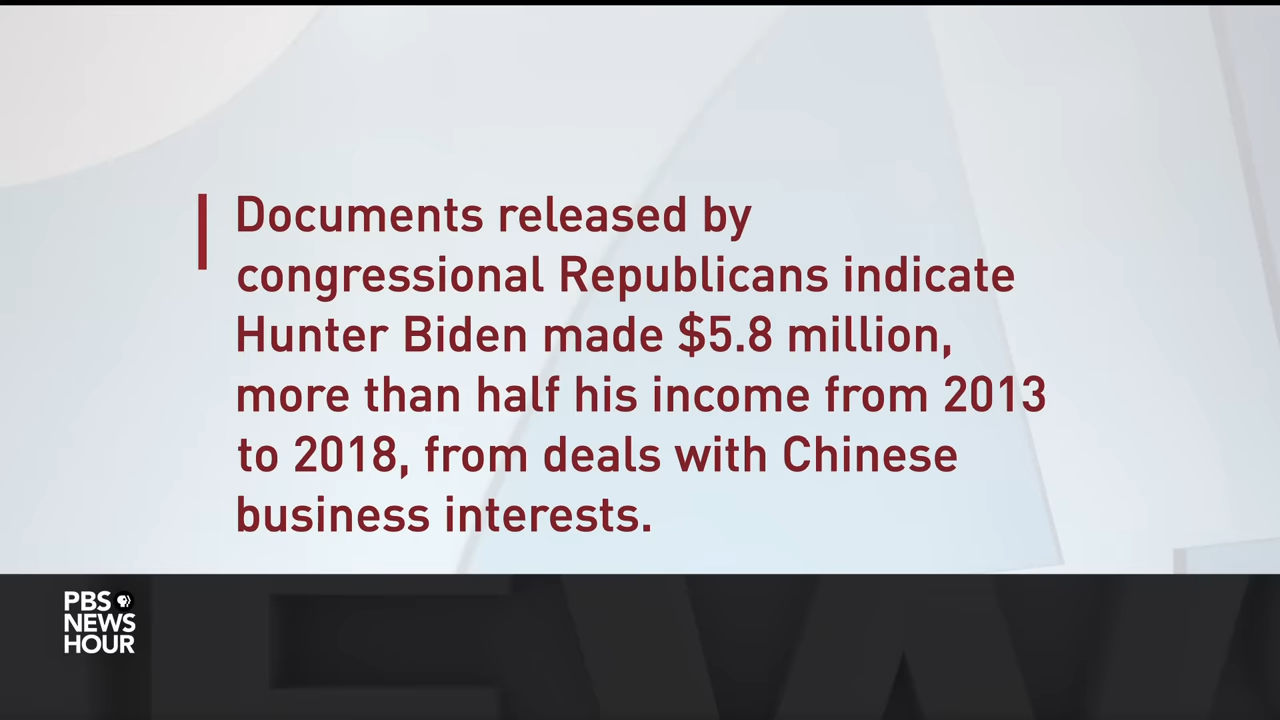 Documents released by
congressional Republicans indicate
Hunter Biden made $5.8 million,
more than half his income from 2013
to 2018, from deals with Chinese
business interests.
PBS
NEWS
HOUR